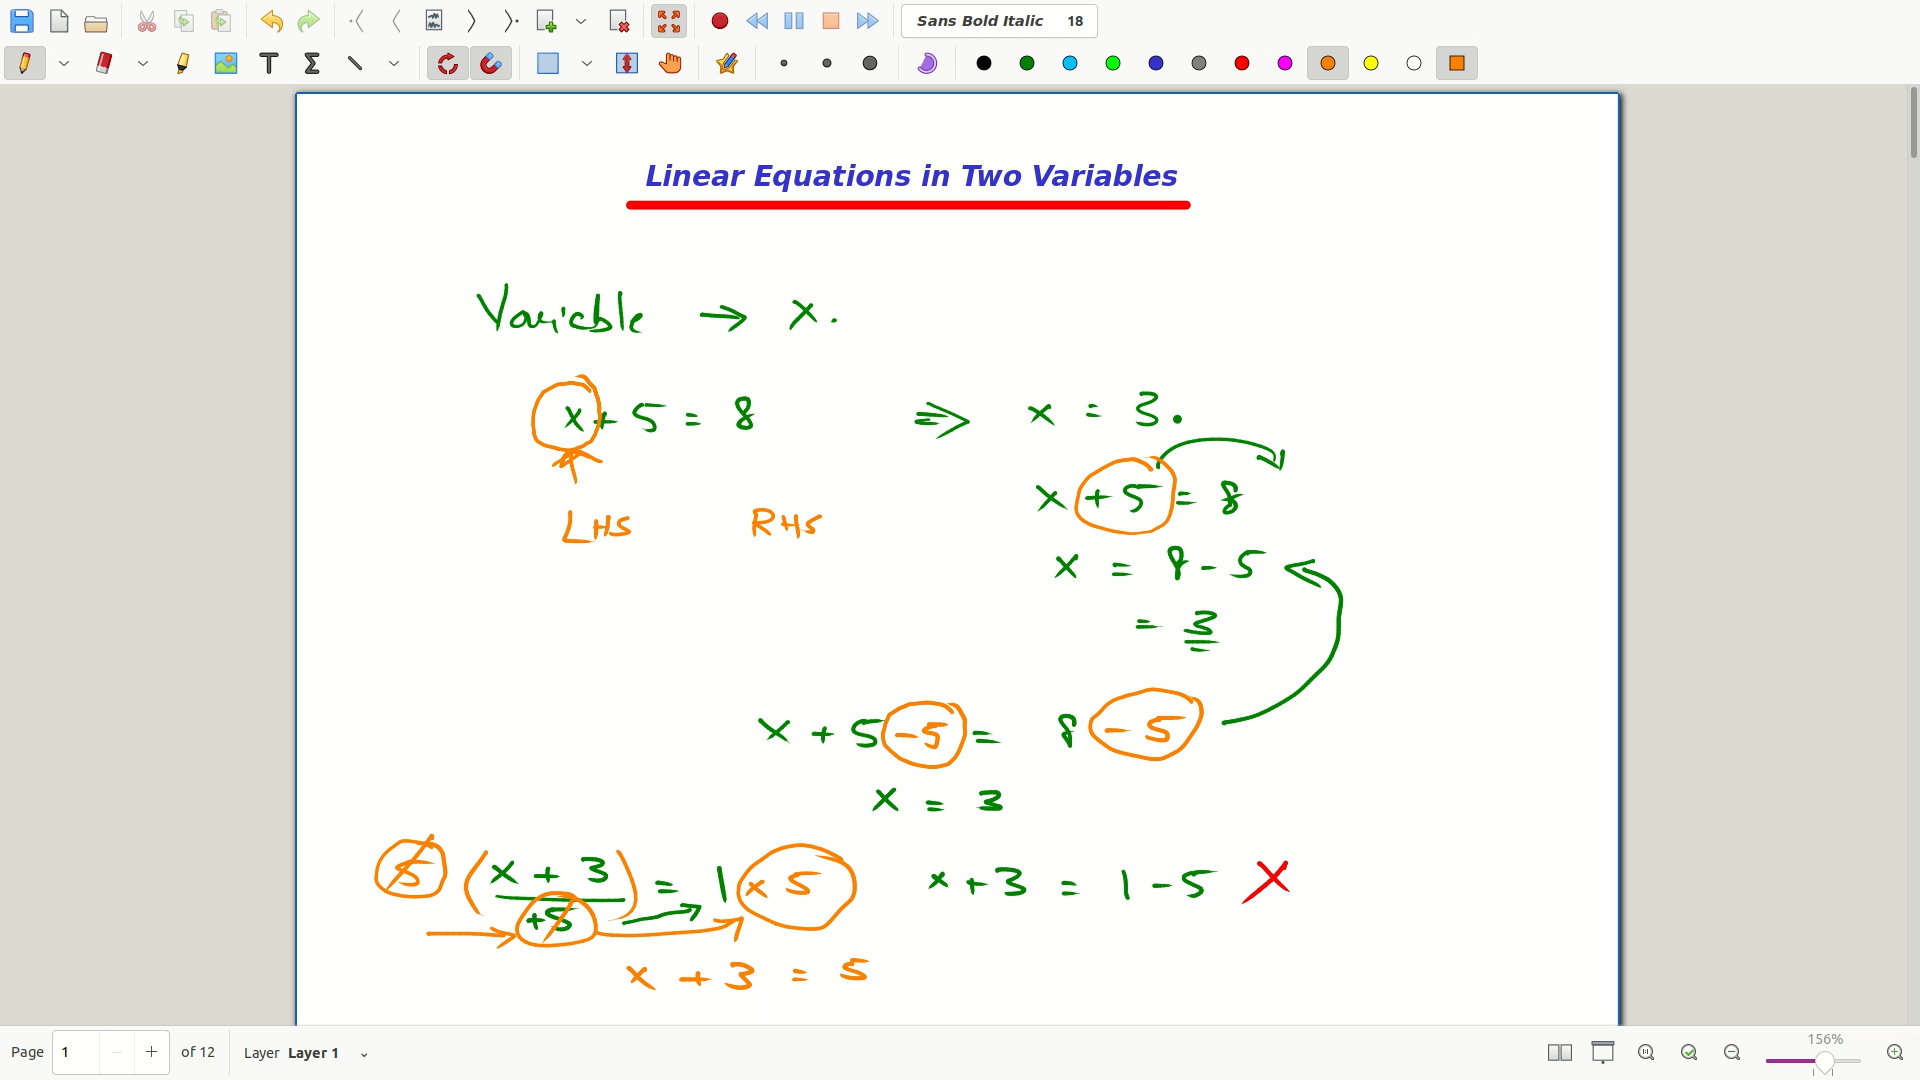 Sans Bold Italic 18
Linear Equations in Two Variables
Variable → x.
x + 5 = 8 ⇒ x = 3.
x + 5 = 8
LHS RHS
x = 8 - 5
= 3
x + 5 - 5 = 8 - 5
x = 3
5 (x + 3 / +5) = 1 x 5 x + 3 = 1 - 5 X
x + 3 = 5
156%
Page 1 of 12 Layer Layer 1